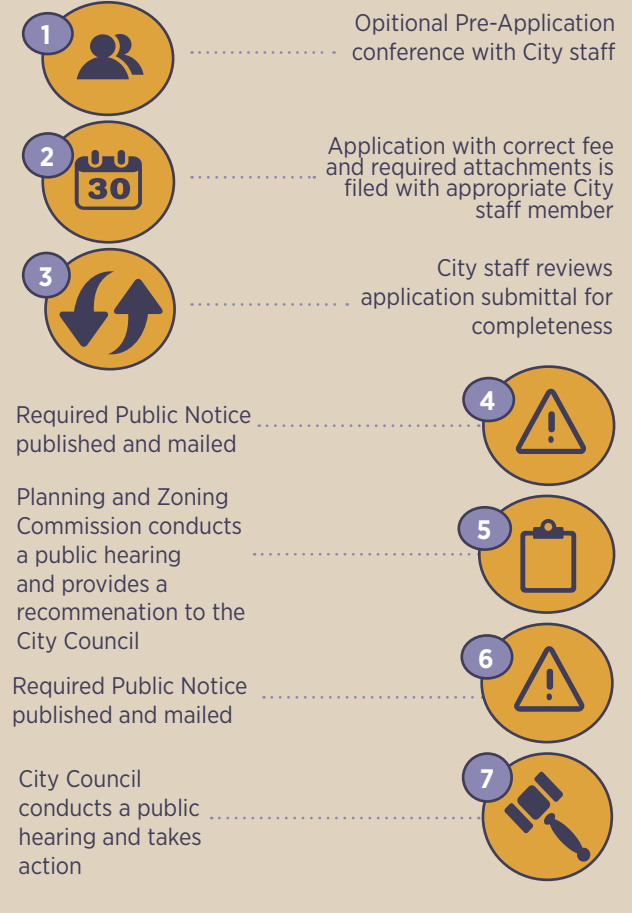 1
Opitional Pre-Application
conference with City staff
2
30
Application with correct fee
and required attachments is
filed with appropriate City
staff member
3
City staff reviews
application submittal for
completeness
4
Required Public Notice
published and mailed
5
Planning and Zoning
Commission conducts
a public hearing
and provides a
recommenation to the
City Council
6
Required Public Notice
published and mailed
7
City Council
conducts a public
hearing and takes
action